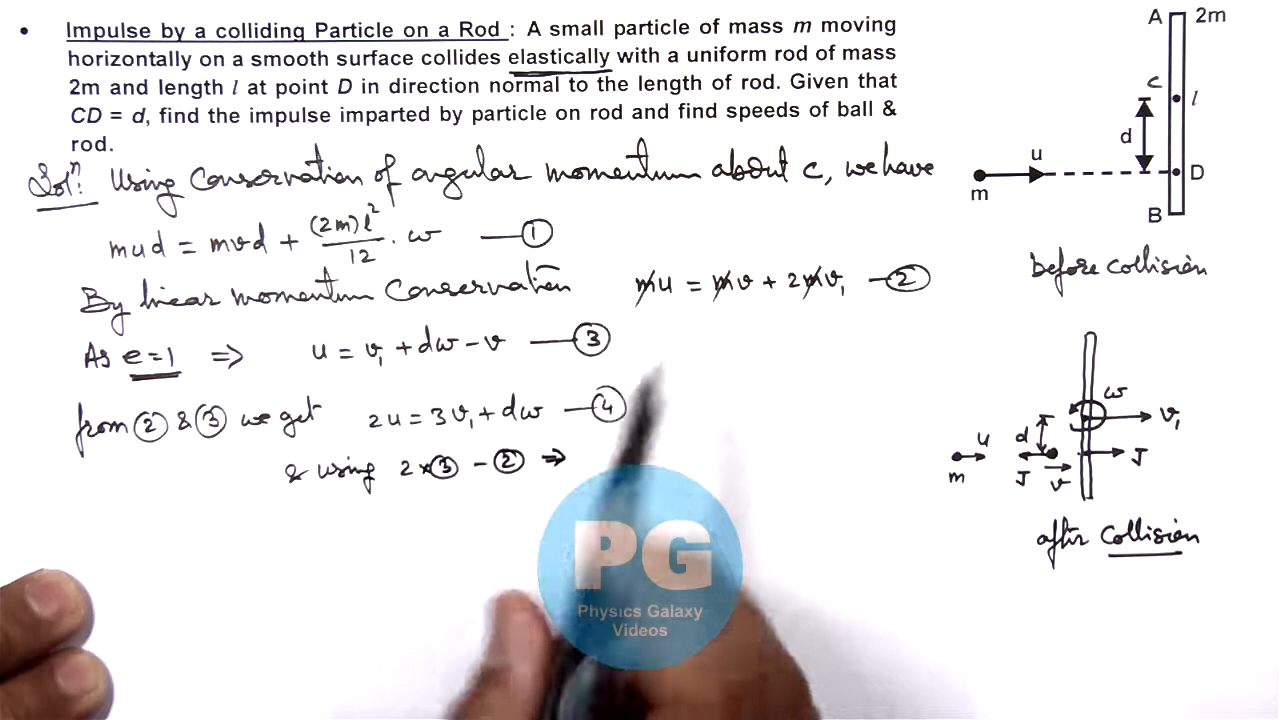 • Impulse by a colliding Particle on a Rod : A small particle of mass m moving
horizontally on a smooth surface collides elastically with a uniform rod of mass
2m and length l at point D in direction normal to the length of rod. Given that
CD = d, find the impulse imparted by particle on rod and find speeds of ball &
rod.
Solⁿ: Using Conservation of angular momentum about C, we have
mud = mvd + (2m)l²/12 . ω —①
By linear momentum Conservation mu = mv + 2mv₁ —②
As e=1 ⇒ u = v₁ + dω – v —③
from ② & ③ we get 2u = 3v₁ + dω —④
& using 2×③ – ② ⇒
A 2m
C l
d
u
m D
B
before collision
ω
v₁
d
u
m J v J
after collision
PG
Physics Galaxy
Videos